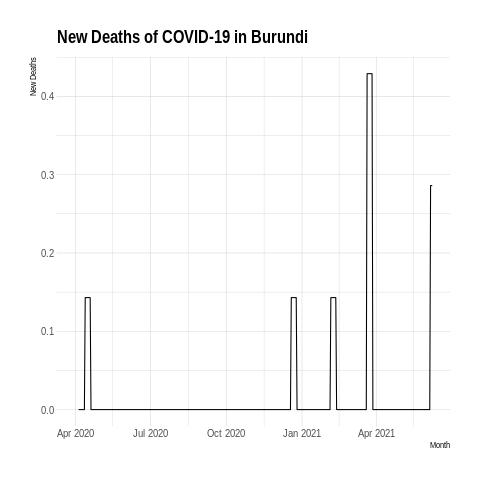 New Deaths of COVID-19 in Burundi
New Deaths
0.4
0.3
0.2
0.1
0.0
Apr 2020 Jul 2020 Oct 2020 Jan 2021 Apr 2021
Month